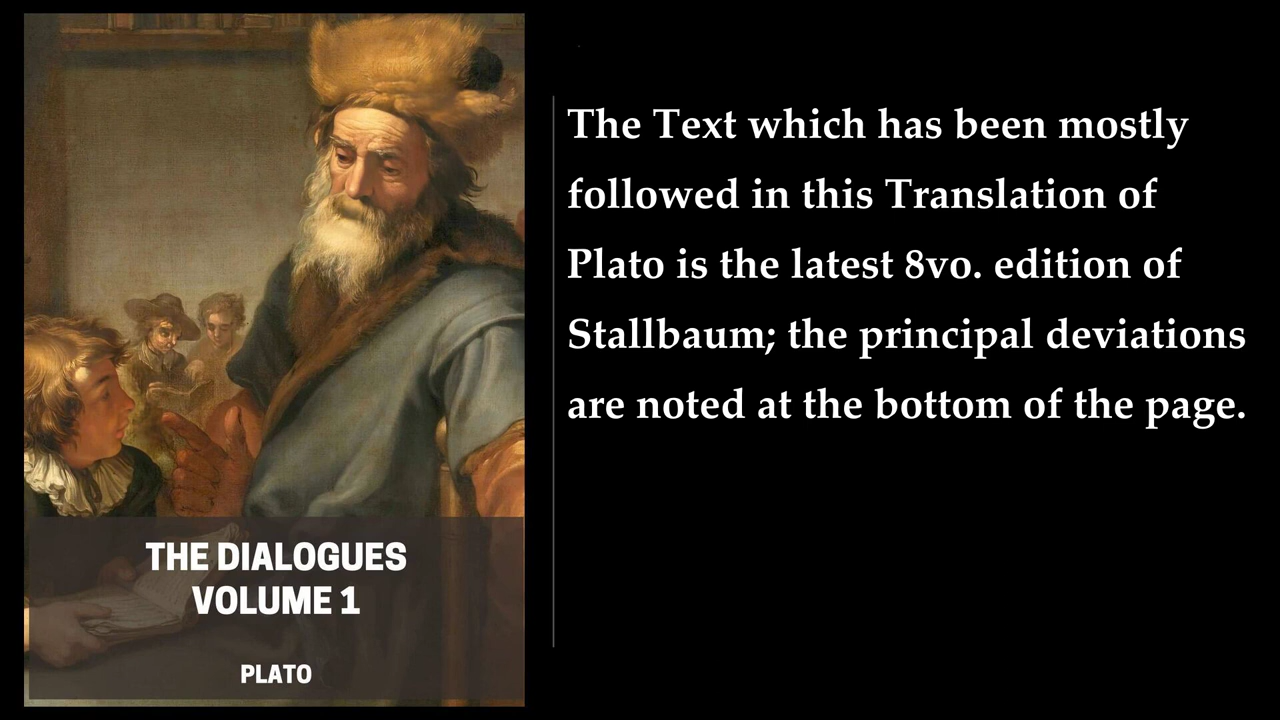 THE DIALOGUES
VOLUME 1
PLATO
The Text which has been mostly
followed in this Translation of
Plato is the latest 8vo. edition of
Stallbaum; the principal deviations
are noted at the bottom of the page.